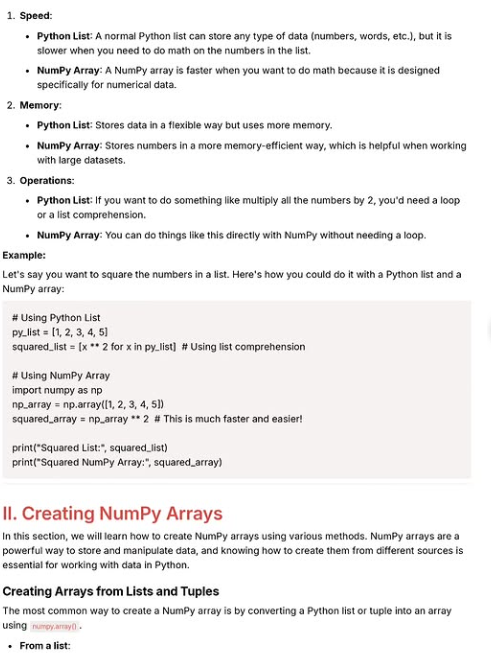 1. Speed:
• Python List: A normal Python list can store any type of data (numbers, words, etc.), but it is
slower when you need to do math on the numbers in the list.
• NumPy Array: A NumPy array is faster when you want to do math because it is designed
specifically for numerical data.
2. Memory:
• Python List: Stores data in a flexible way but uses more memory.
• NumPy Array: Stores numbers in a more memory-efficient way, which is helpful when working
with large datasets.
3. Operations:
• Python List: If you want to do something like multiply all the numbers by 2, you'd need a loop
or a list comprehension.
• NumPy Array: You can do things like this directly with NumPy without needing a loop.
Example:
Let's say you want to square the numbers in a list. Here's how you could do it with a Python list and a
NumPy array:
# Using Python List
py_list = [1, 2, 3, 4, 5]
squared_list = [x ** 2 for x in py_list]  # Using list comprehension
# Using NumPy Array
import numpy as np
np_array = np.array([1, 2, 3, 4, 5])
squared_array = np_array ** 2  # This is much faster and easier!
print("Squared List:", squared_list)
print("Squared NumPy Array:", squared_array)
II. Creating NumPy Arrays
In this section, we will learn how to create NumPy arrays using various methods. NumPy arrays are a
powerful way to store and manipulate data, and knowing how to create them from different sources is
essential for working with data in Python.
Creating Arrays from Lists and Tuples
The most common way to create a NumPy array is by converting a Python list or tuple into an array
using numpy.array() .
• From a list: